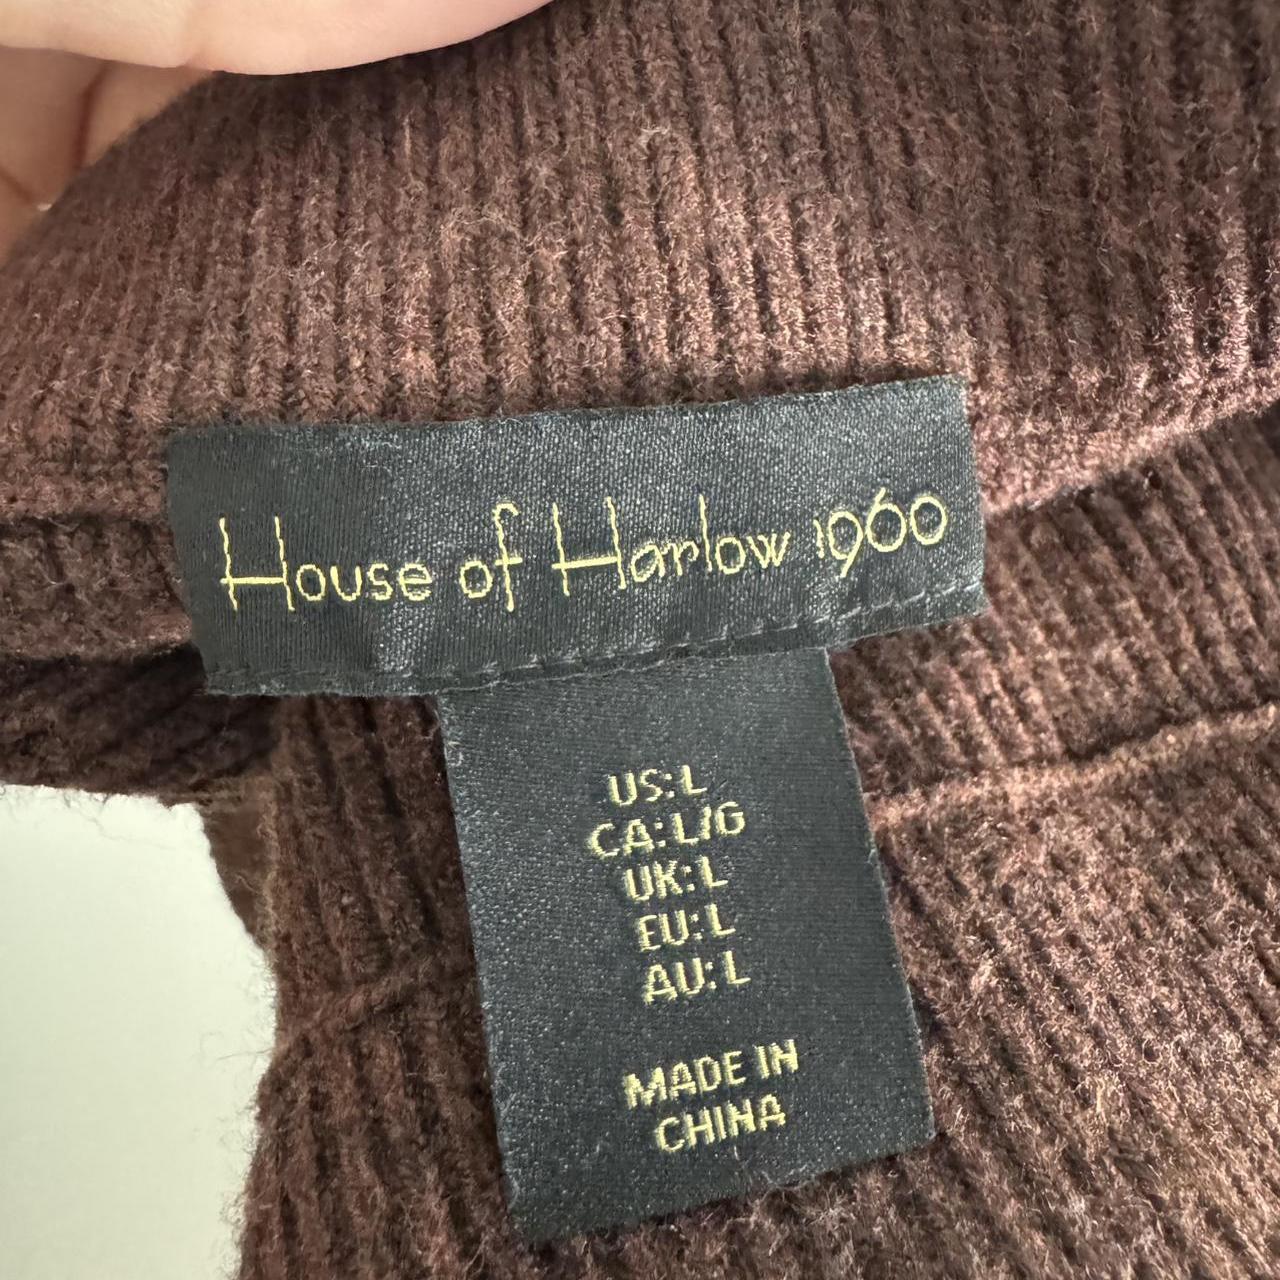 House of Harlow 1960
US: L
CA: L/G
UK: L
EU: L
AU: L
MADE IN
CHINA